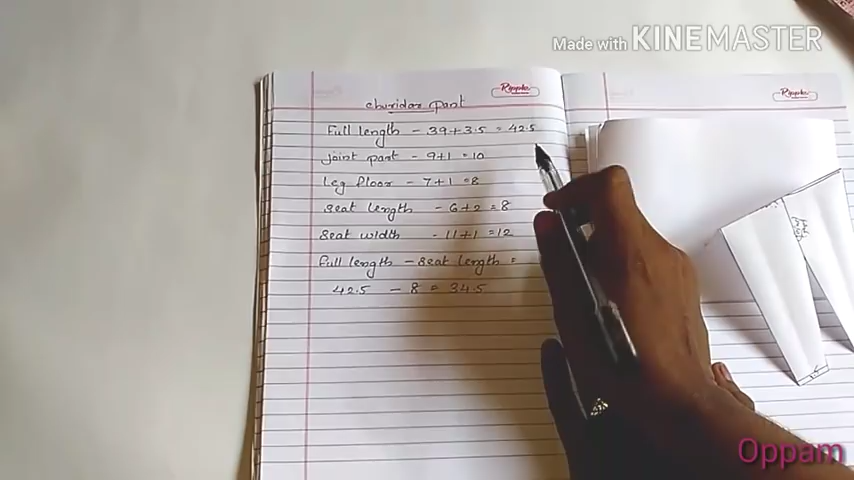 Made with KINEMASTER
Ripple
churidar pant
Full length - 39+3.5 = 42.5
joint part - 9+1 =10
Leg floor - 7+1 =8
seat length - 6+2 =8
seat width - 11+1 =12
Full length - seat length =
42.5 - 8 = 34.5
Oppam